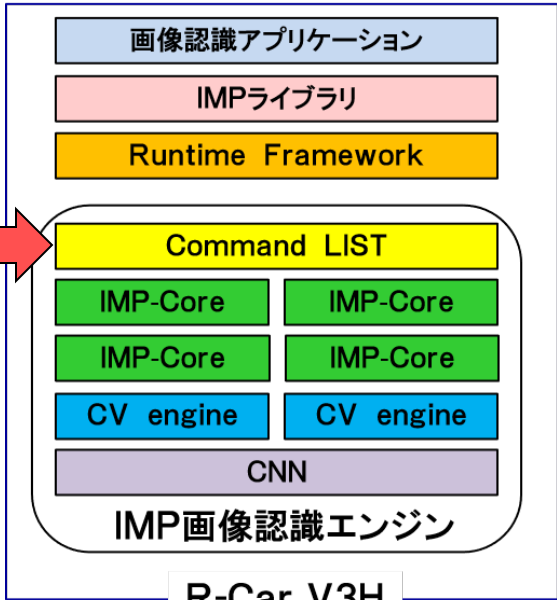 画像認識アプリケーション
IMPライブラリ
Runtime Framework
Command LIST
IMP-Core IMP-Core
IMP-Core IMP-Core
CV engine CV engine
CNN
IMP画像認識エンジン
R-Car V3H